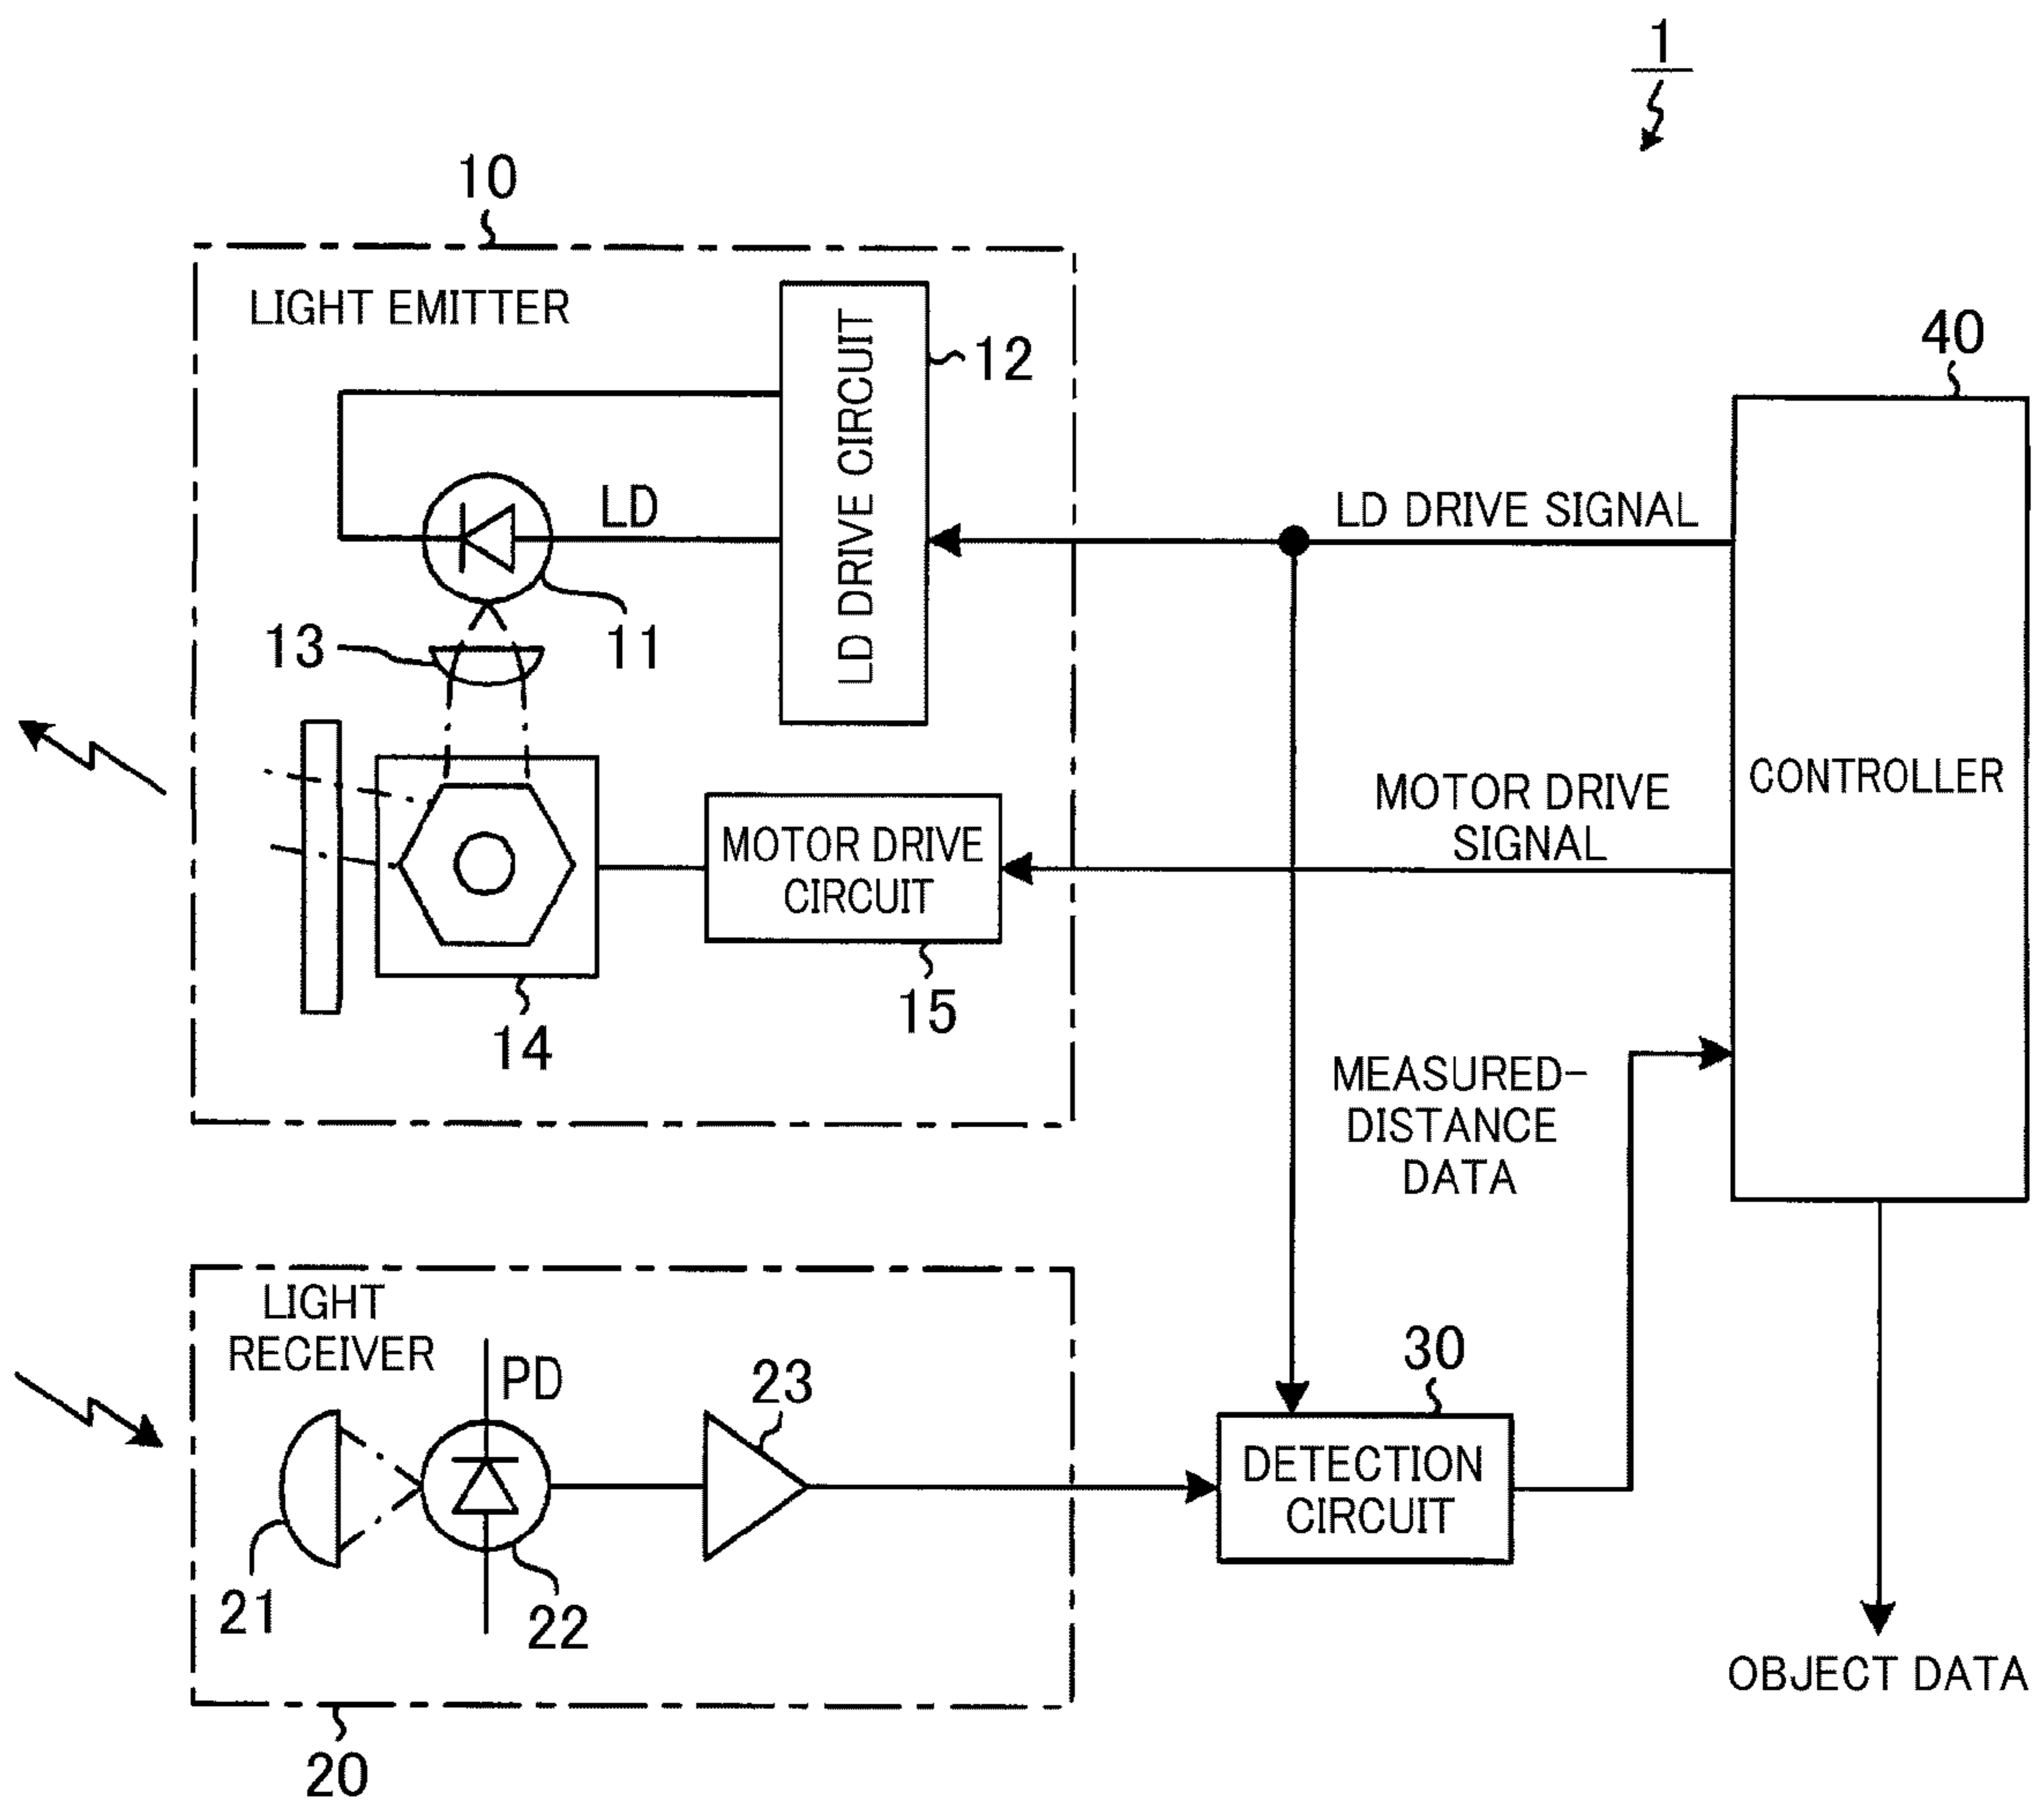 1
10
LIGHT EMITTER
LD DRIVE CIRCUIT
12
40
LD
LD DRIVE SIGNAL
11
13
CONTROLLER
MOTOR DRIVE
SIGNAL
MOTOR DRIVE
CIRCUIT
15
14
MEASURED-
DISTANCE
DATA
LIGHT
RECEIVER
PD
23
30
DETECTION
CIRCUIT
21
22
OBJECT DATA
20